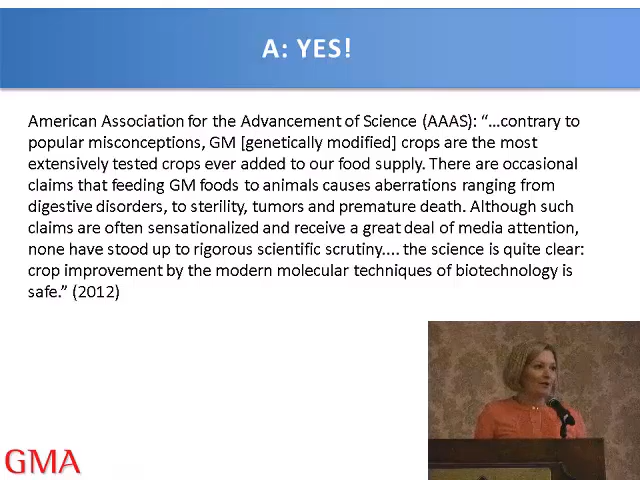 A: YES!
American Association for the Advancement of Science (AAAS): “…contrary to
popular misconceptions, GM [genetically modified] crops are the most
extensively tested crops ever added to our food supply. There are occasional
claims that feeding GM foods to animals causes aberrations ranging from
digestive disorders, to sterility, tumors and premature death. Although such
claims are often sensationalized and receive a great deal of media attention,
none have stood up to rigorous scientific scrutiny.... the science is quite clear:
crop improvement by the modern molecular techniques of biotechnology is
safe.” (2012)
GMA